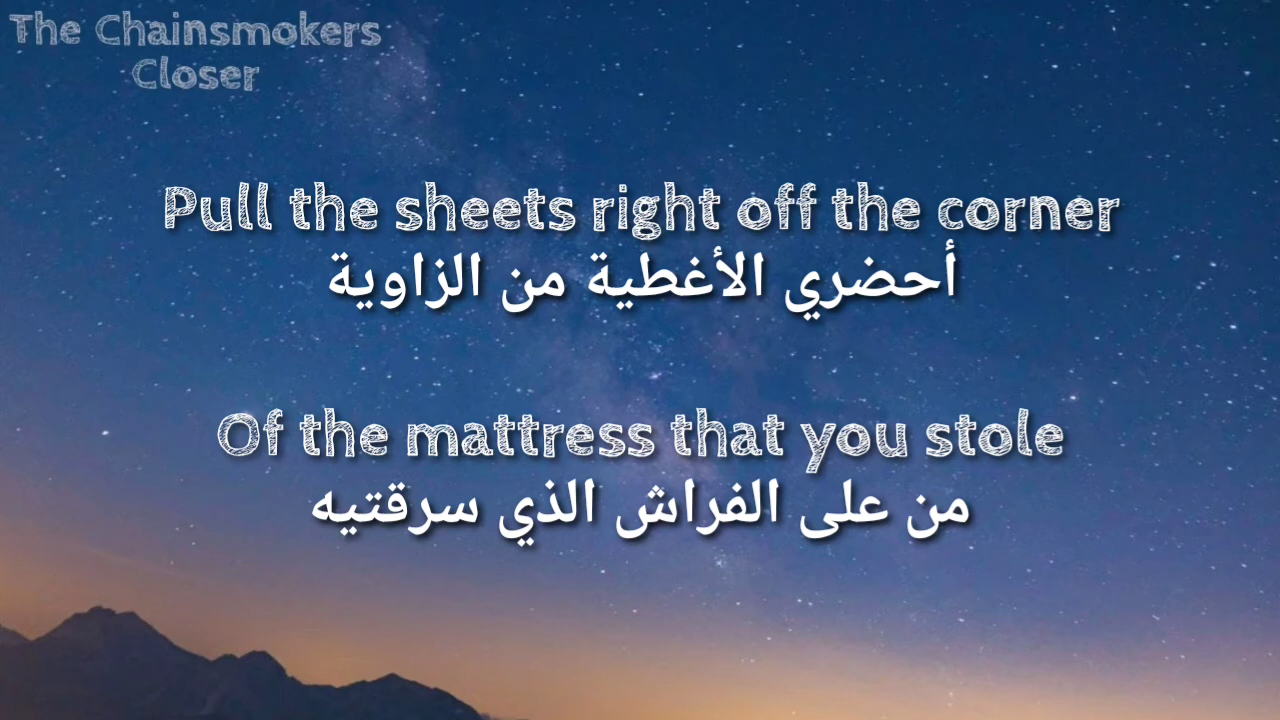 The Chainsmokers
Closer
Pull the sheets right off the corner
أحضري الأغطية من الزاوية
Of the mattress that you stole
من على الفراش الذي سرقتيه